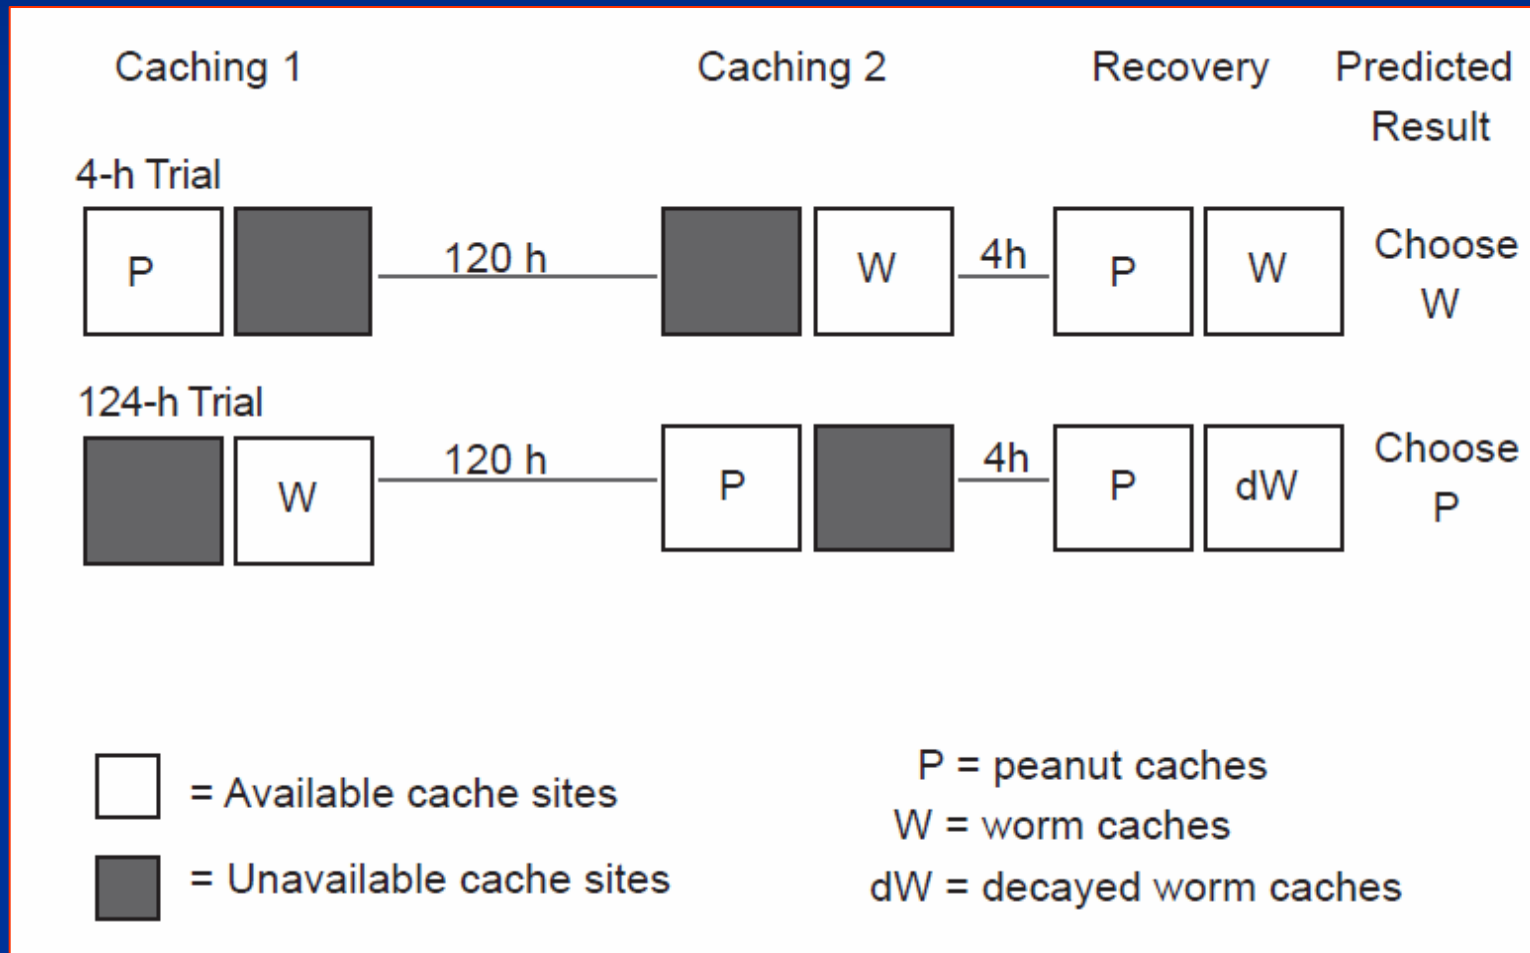 Caching 1
Caching 2
Recovery
Predicted
Result
4-h Trial
P
120 h
W
4h
P
W
Choose
W
124-h Trial
W
120 h
P
4h
P
dW
Choose
P
= Available cache sites
= Unavailable cache sites
P = peanut caches
W = worm caches
dW = decayed worm caches